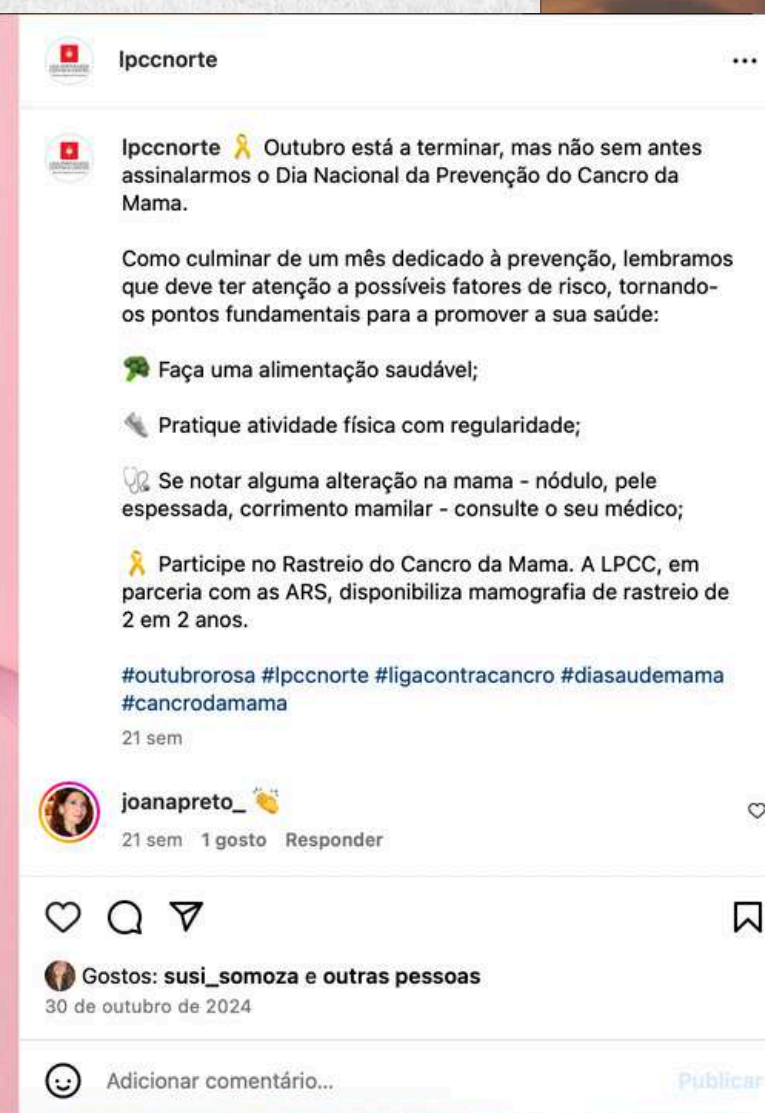 lpccnorte
lpccnorte 🎗️ Outubro está a terminar, mas não sem antes
assinalarmos o Dia Nacional da Prevenção do Cancro da
Mama.
Como culminar de um mês dedicado à prevenção, lembramos
que deve ter atenção a possíveis fatores de risco, tornando-
os pontos fundamentais para a promover a sua saúde:
🥦 Faça uma alimentação saudável;
👟 Pratique atividade física com regularidade;
🩺 Se notar alguma alteração na mama - nódulo, pele
espessada, corrimento mamilar - consulte o seu médico;
🎗️ Participe no Rastreio do Cancro da Mama. A LPCC, em
parceria com as ARS, disponibiliza mamografia de rastreio de
2 em 2 anos.
#outubrorosa #lpccnorte #ligacontracancro #diasaudemama
#cancrodamama
21 sem
joanapreto_ 👏
21 sem 1 gosto Responder
Gostos: susi_somoza e outras pessoas
30 de outubro de 2024
Adicionar comentário... Publicar